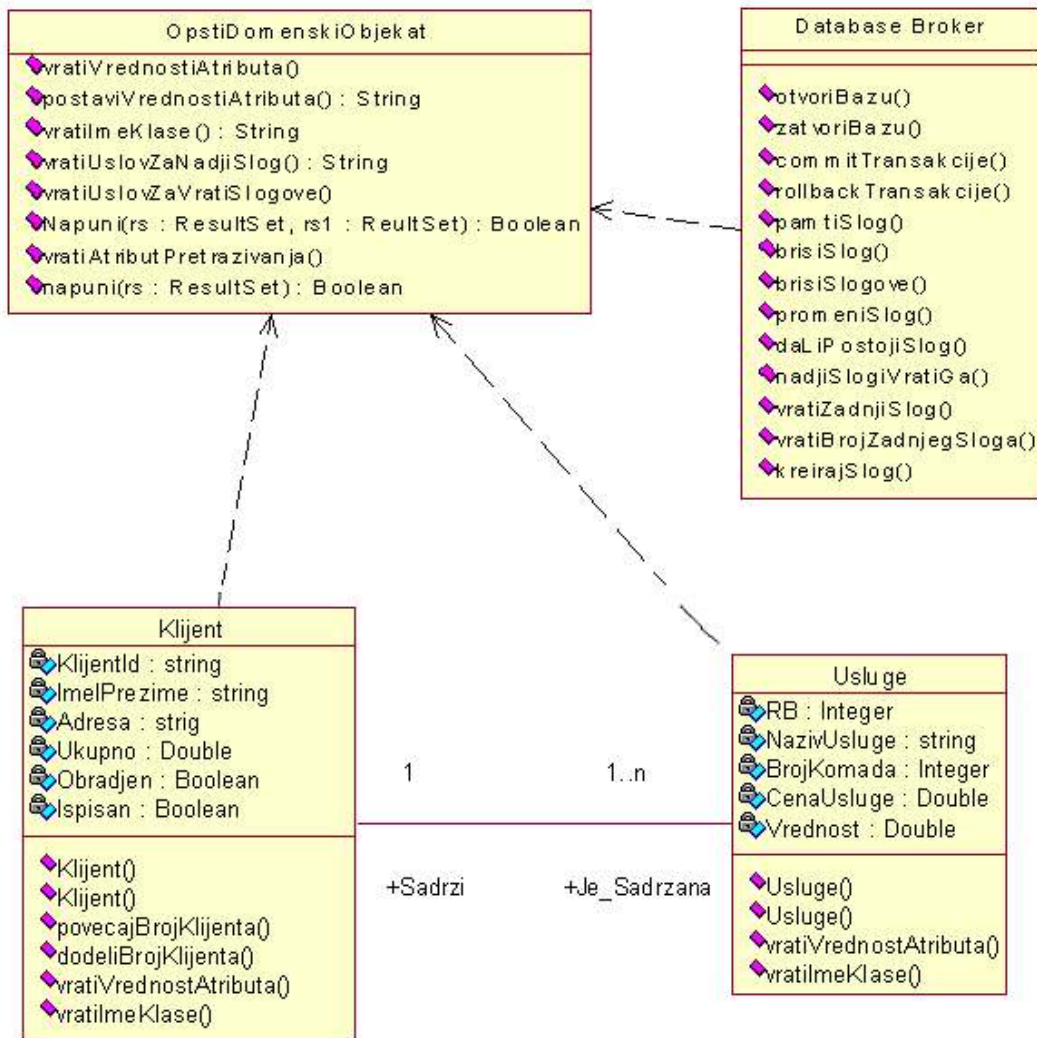 OpstiDomenskiObjekat
vratiVrednostiAtributa()
postaviVrednostiAtributa() : String
vratiImeKlase() : String
vratiUslovZaNadjiSlog() : String
vratiUslovZaVratiSlogove()
Napuni(rs : ResultSet, rs1 : ReultSet) : Boolean
vratiAtributPretrazivanja()
napuni(rs : ResultSet) : Boolean
Database Broker
otvoriBazu()
zatvoriBazu()
commitTransakcije()
rollbackTransakcije()
pamtiSlog()
brisiSlog()
brisiSlogove()
promeniSlog()
daLiPostojiSlog()
nadjiSlogiVratiGa()
vratiZadnjiSlog()
vratiBrojZadnjegSloga()
kreirajSlog()
Klijent
KlijentId : string
ImeIPrezime : string
Adresa : strig
Ukupno : Double
Obradjen : Boolean
Ispisan : Boolean
Klijent()
Klijent()
povecajBrojKlijenta()
dodeliBrojKlijenta()
vratiVrednostAtributa()
vratiImeKlase()
1
1..n
+Sadrzi
+Je_Sadrzana
Usluge
RB : Integer
NazivUsluge : string
BrojKomada : Integer
CenaUsluge : Double
Vrednost : Double
Usluge()
Usluge()
vratiVrednostAtributa()
vratiImeKlase()